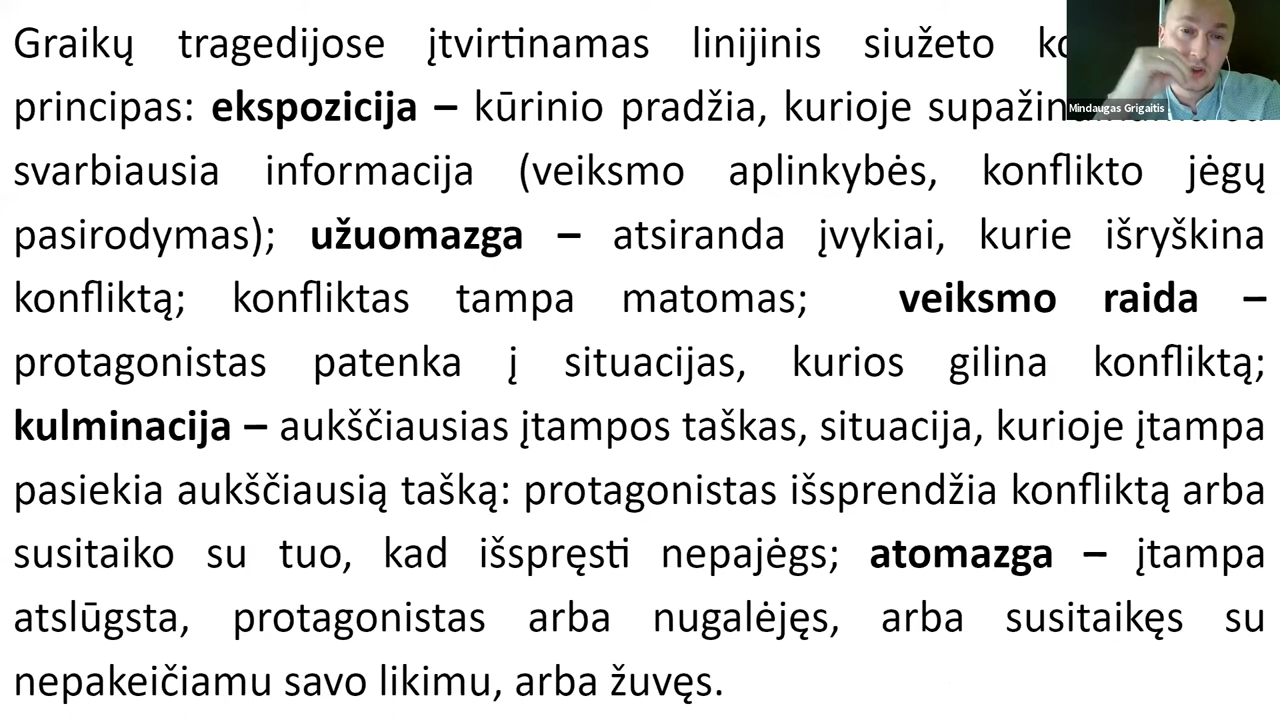 Graikų tragedijose įtvirtinamas linijinis siužeto
principas: ekspozicija – kūrinio pradžia, kurioje
Mindaugas Grigaitis
svarbiausia informacija (veiksmo aplinkybės, konflikto jėgų
pasirodymas); užuomazga – atsiranda įvykiai, kurie išryškina
konfliktą; konfliktas tampa matomas; veiksmo raida –
protagonistas patenka į situacijas, kurios gilina konfliktą;
kulminacija – aukščiausias įtampos taškas, situacija, kurioje įtampa
pasiekia aukščiausią tašką: protagonistas išsprendžia konfliktą arba
susitaiko su tuo, kad išspręsti nepajėgs; atomazga – įtampa
atslūgsta, protagonistas arba nugalėjęs, arba susitaikęs su
nepakeičiamu savo likimu, arba žuvęs.